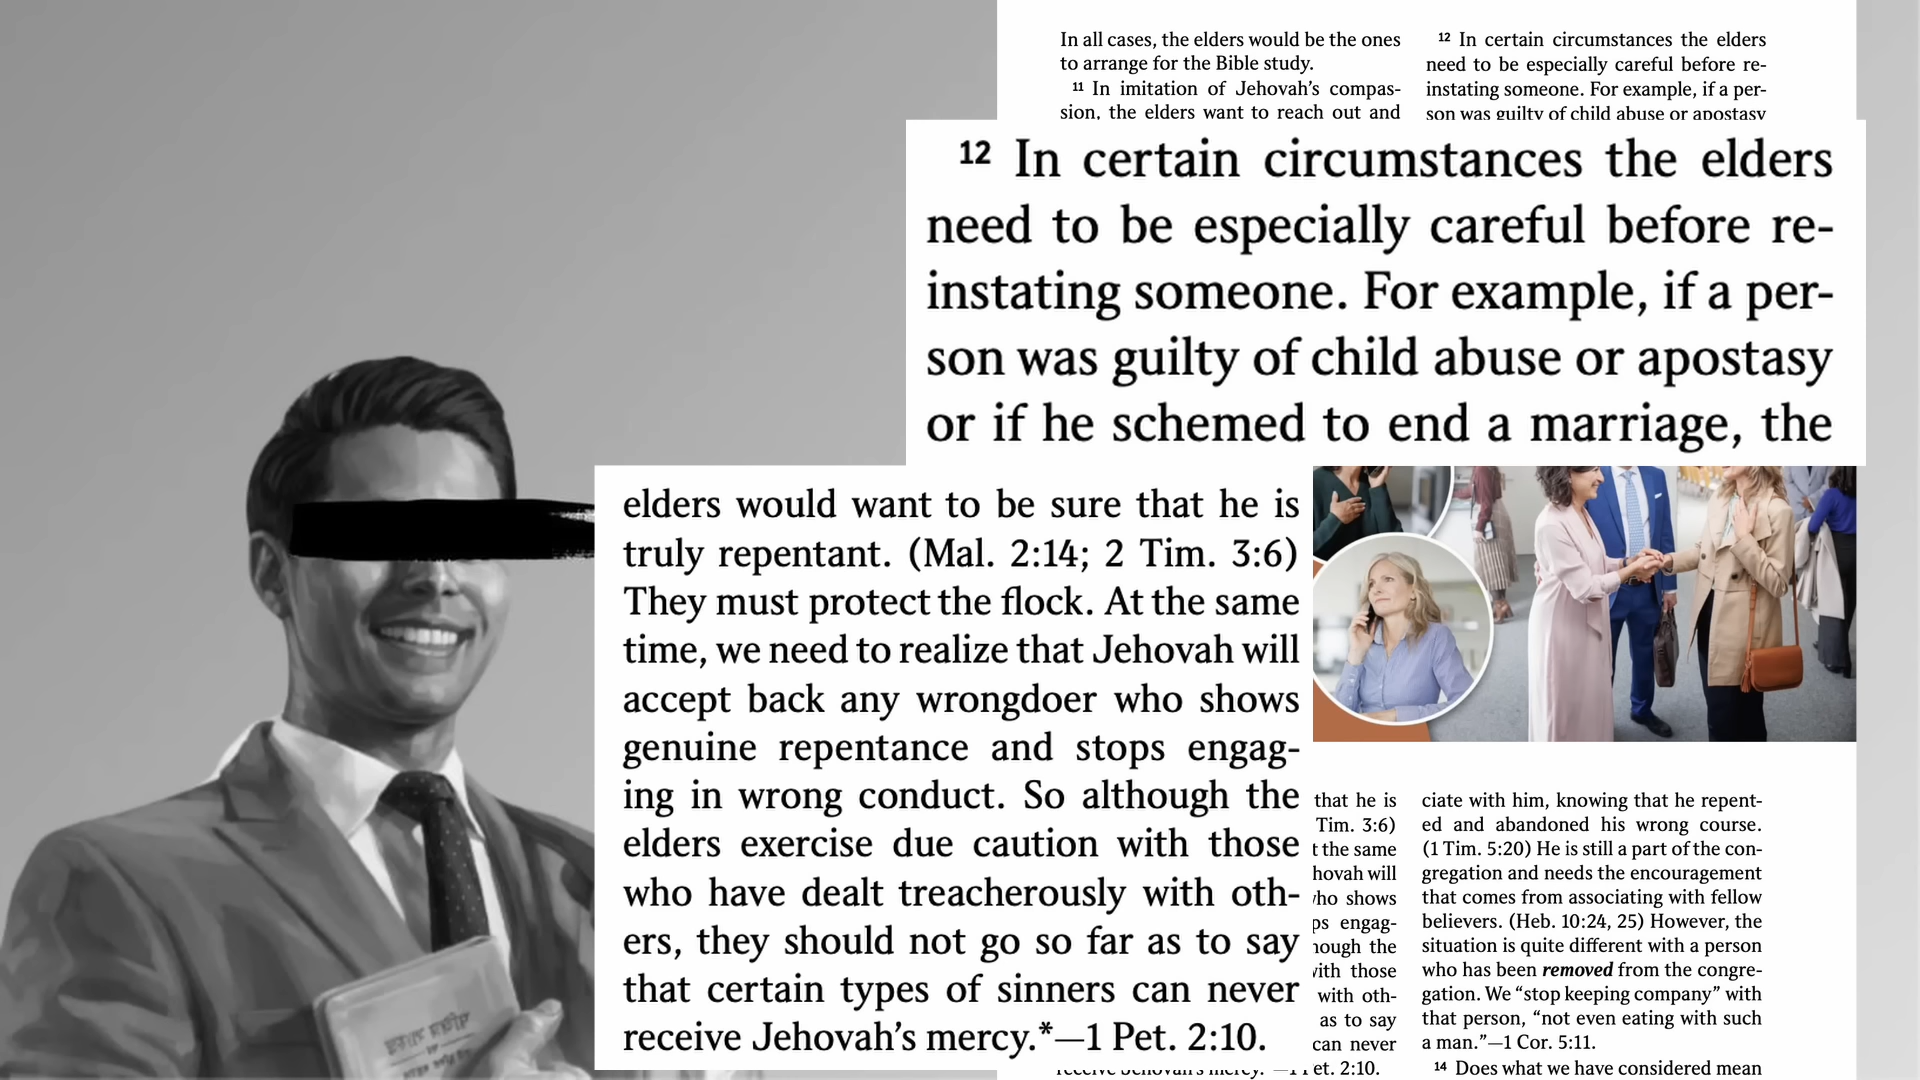 In all cases, the elders would be the ones
to arrange for the Bible study.
11 In imitation of Jehovah’s compas-
sion, the elders want to reach out and
12 In certain circumstances the elders
need to be especially careful before re-
instating someone. For example, if a per-
son was guilty of child abuse or apostasy
12 In certain circumstances the elders
need to be especially careful before re-
instating someone. For example, if a per-
son was guilty of child abuse or apostasy
or if he schemed to end a marriage, the
elders would want to be sure that he is
truly repentant. (Mal. 2:14; 2 Tim. 3:6)
They must protect the flock. At the same
time, we need to realize that Jehovah will
accept back any wrongdoer who shows
genuine repentance and stops engag-
ing in wrong conduct. So although the
elders exercise due caution with those
who have dealt treacherously with oth-
ers, they should not go so far as to say
that certain types of sinners can never
receive Jehovah’s mercy.*—1 Pet. 2:10.
that he is
Tim. 3:6)
the same
will
shows
engag-
the
those
with oth-
as to say
can never
2:10.
ciate with him, knowing that he repent-
ed and abandoned his wrong course.
(1 Tim. 5:20) He is still a part of the con-
gregation and needs the encouragement
that comes from associating with fellow
believers. (Heb. 10:24, 25) However, the
situation is quite different with a person
who has been removed from the congre-
gation. We “stop keeping company” with
that person, “not even eating with such
a man.”—1 Cor. 5:11.
14 Does what we have considered mean